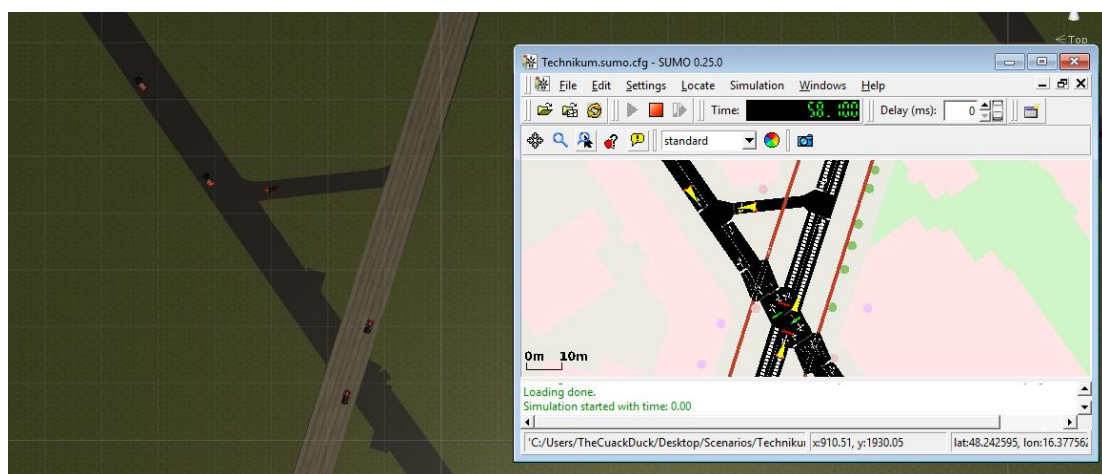 <Top
Technikum.sumo.cfg - SUMO 0.25.0
File Edit Settings Locate Simulation Windows Help
Time: 58.100 Delay (ms): 0
standard
0m 10m
Loading done.
Simulation started with time: 0.00
'C:/Users/TheCuackDuck/Desktop/Scenarios/Techniku x:910.51, y:1930.05 lat:48.242595, lon:16.37756